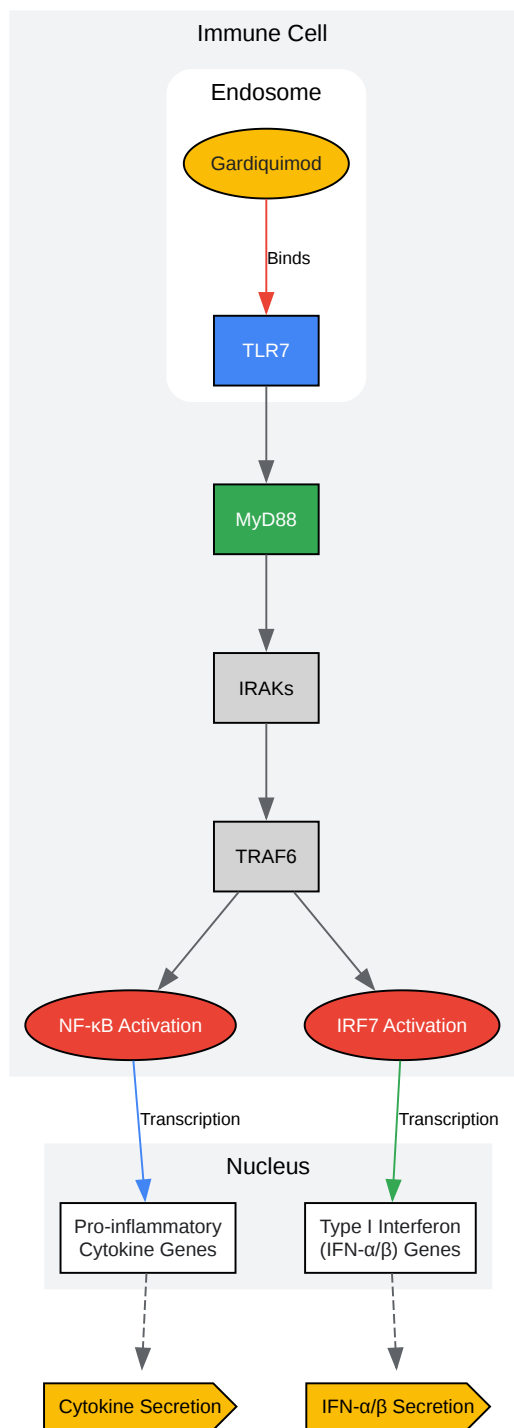 Immune Cell
Endosome
Gardiquimod
Binds
TLR7
MyD88
IRAKs
TRAF6
NF-κB Activation
IRF7 Activation
Transcription
Transcription
Nucleus
Pro-inflammatory
Cytokine Genes
Type I Interferon
(IFN-α/β) Genes
Cytokine Secretion
IFN-α/β Secretion